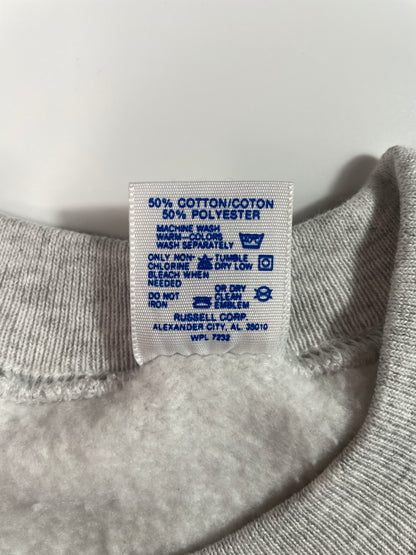 50% COTTON/COTON
50% POLYESTER
MACHINE WASH
WARM-COLORS
WASH SEPARATELY
ONLY NON- TUMBLE
CHLORINE DRY LOW
BLEACH WHEN
NEEDED
DO NOT OR DRY
IRON CLEAN
EMBLEM
RUSSELL CORP.
ALEXANDER CITY, AL 35010
WPL 7233